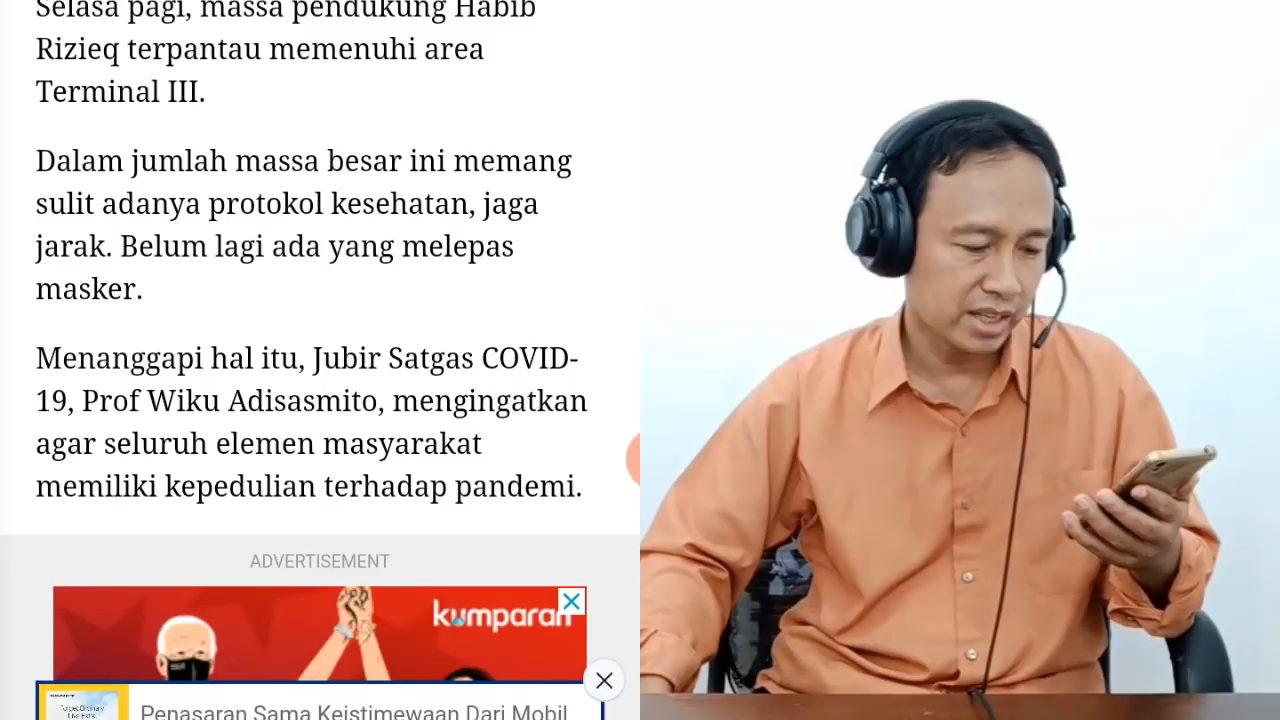 Selasa pagi, massa pendukung Habib
Rizieq terpantau memenuhi area
Terminal III.
Dalam jumlah massa besar ini memang
sulit adanya protokol kesehatan, jaga
jarak. Belum lagi ada yang melepas
masker.
Menanggapi hal itu, Jubir Satgas COVID-
19, Prof Wiku Adisasmito, mengingatkan
agar seluruh elemen masyarakat
memiliki kepedulian terhadap pandemi.
ADVERTISEMENT
kumparan
Penasaran Sama Keistimewaan Dari Mobil